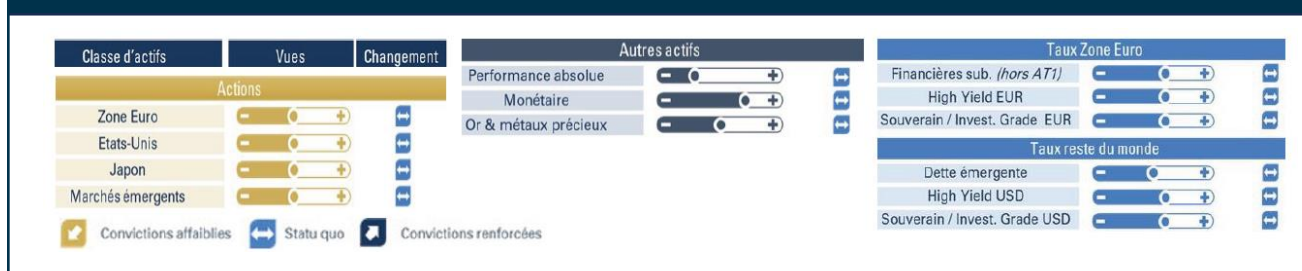 Classe d'actifs Vues Changement
Actions
Zone Euro - +
Etats-Unis - +
Japon - +
Marchés émergents - +
Convictions affaiblies Statu quo Convictions renforcées
Autres actifs
Performance absolue - +
Monétaire - +
Or & métaux précieux - +
Taux Zone Euro
Financières sub. (hors AT1) - +
High Yield EUR - +
Souverain / Invest. Grade EUR - +
Taux reste du monde
Dette émergente - +
High Yield USD - +
Souverain / Invest. Grade USD - +